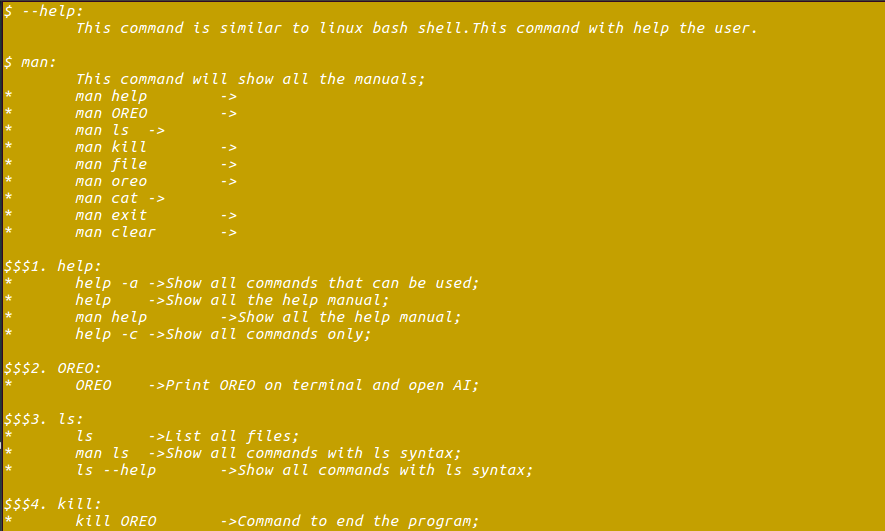 $ --help:
This command is similar to linux bash shell.This command with help the user.
$ man:
This command will show all the manuals;
* man help ->
* man OREO ->
* man ls ->
* man kill ->
* man file ->
* man oreo ->
* man cat ->
* man exit ->
* man clear ->
$$$1. help:
* help -a ->Show all commands that can be used;
* help ->Show all the help manual;
* man help ->Show all the help manual;
* help -c ->Show all commands only;
$$$2. OREO:
* OREO ->Print OREO on terminal and open AI;
$$$3. ls:
* ls ->List all files;
* man ls ->Show all commands with ls syntax;
* ls --help ->Show all commands with ls syntax;
$$$4. kill:
* kill OREO ->Command to end the program;